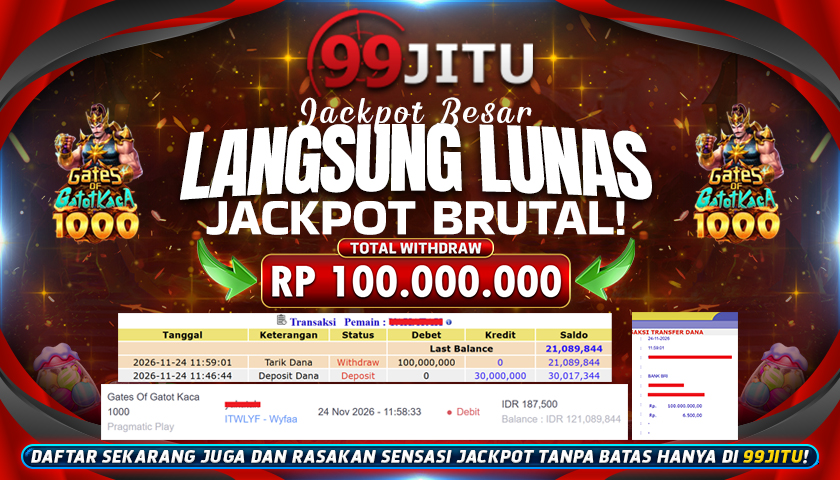 99JITU
Jackpot Besar
LANGSUNG LUNAS
JACKPOT BRUTAL!
GATES OF GATOTKACA 1000
GATES OF GATOTKACA 1000
TOTAL WITHDRAW
RP 100.000.000
Transaksi Pemain :
Tanggal Keterangan Status Debet Kredit Saldo
Last Balance 21,089,844
2026-11-24 11:59:01 Tarik Dana Withdraw 100,000,000 0 21,089,844
2026-11-24 11:46:44 Deposit Dana Deposit 0 30,000,000 30,017,344
AKSI TRANSFER DANA
: 24-11-2026
: 11:59:01
: BANK BRI
: Rp. 100.000.000,00
: Rp. 6.500,00
: -
: -
Gates Of Gatot Kaca 1000
Pragmatic Play
ITWLYF - Wyfaa
24 Nov 2026 - 11:58:33
Debit
IDR 187,500
Balance : IDR 121,089,844
DAFTAR SEKARANG JUGA DAN RASAKAN SENSASI JACKPOT TANPA BATAS HANYA DI 99JITU!